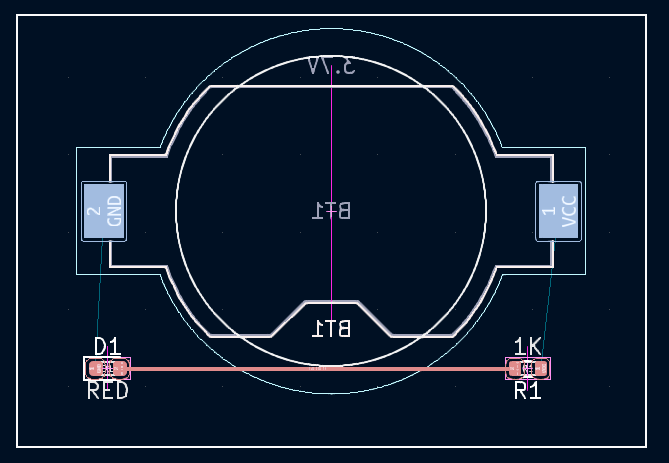 3.7V
2
GND
BT1
1
VCC
BT1
D1
1K
RED
R1